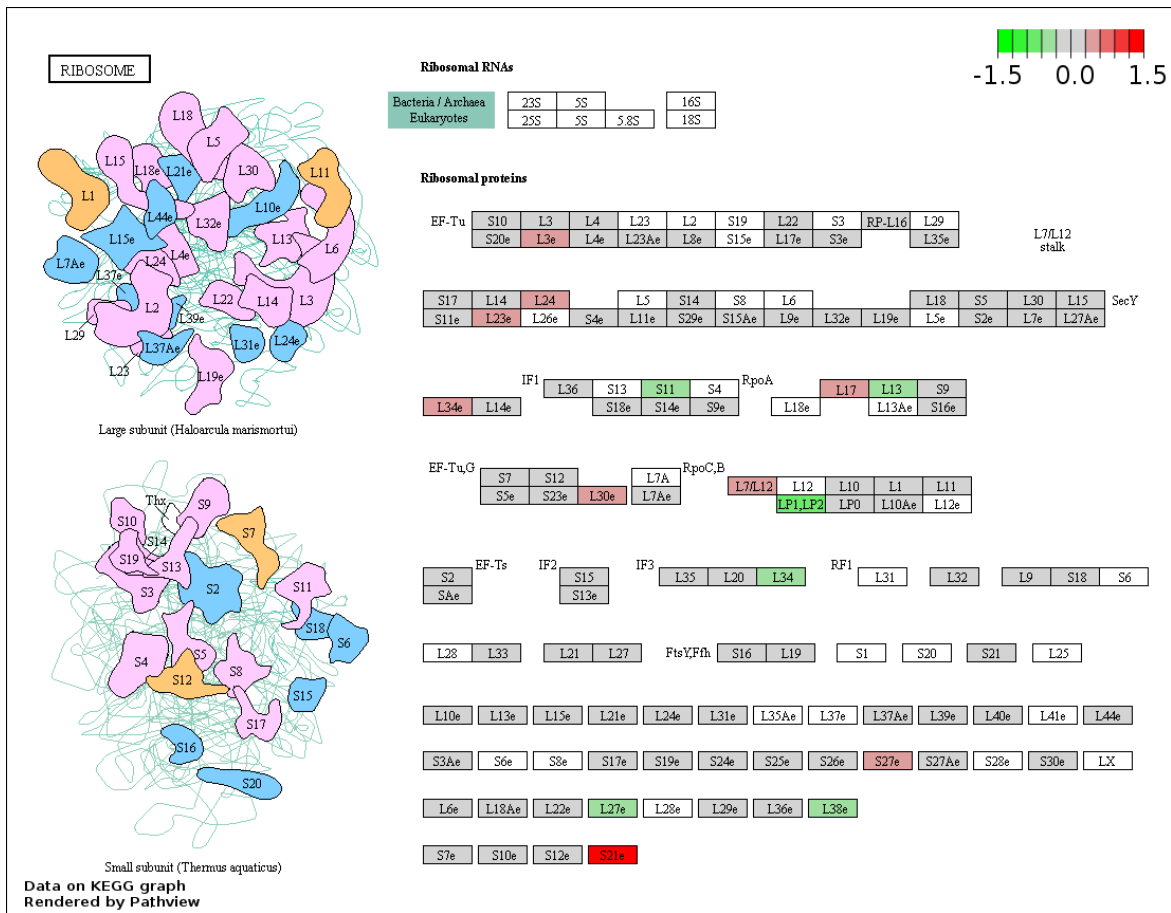 RIBOSOME
-1.5 0.0 1.5
L18
L5
L15
L18e
L21e
L30
L11
L1
L44e
L10e
L32e
L15e
L13
L6
L7Ae
L24
L4e
L37e
L2
L22
L14
L3
L29
L39e
L23
L37Ae
L31e
L24e
L19e
Large subunit (Haloarcula marismortui)
Thx
S9
S10
S14
S7
S19
S13
S3
S2
S11
S18
S6
S4
S5
S8
S12
S15
S17
S16
S20
Small subunit (Thermus aquaticus)
Ribosomal RNAs
Bacteria / Archaea 23S 5S 16S
Eukaryotes 25S 5S 5.8S 18S
Ribosomal proteins
EF-Tu S10 L3 L4 L23 L2 S19 L22 S3 RP-L16 L29
S20e L3e L4e L23Ae L8e S15e L17e S3e L35e
L7/L12
stalk
S17 L14 L24 L5 S14 S8 L6 L18 S5 L30 L15 SecY
S11e L23e L26e S4e L11e S29e S15Ae L9e L32e L19e L5e S2e L7e L27Ae
IF1 L36 S13 S11 S4 RpoA L17 L13 S9
L34e L14e S18e S14e S9e L18e L13Ae S16e
EF-Tu,G S7 S12 L7A RpoC,B
S5e S23e L30e L7Ae
L7/L12 L12 L10 L1 L11
LP1,LP2 LP0 L10Ae L12e
S2 EF-Ts IF2 S15 IF3 L35 L20 L34 RF1 L31 L32 L9 S18 S6
SAe S13e
L28 L33 L21 L27 FtsY,Ffh S16 L19 S1 S20 S21 L25
L10e L13e L15e L21e L24e L31e L35Ae L37e L37Ae L39e L40e L41e L44e
S3Ae S6e S8e S17e S19e S24e S25e S26e S27e S27Ae S28e S30e LX
L6e L18Ae L22e L27e L28e L29e L36e L38e
S7e S10e S12e S21e
Data on KEGG graph
Rendered by Pathview